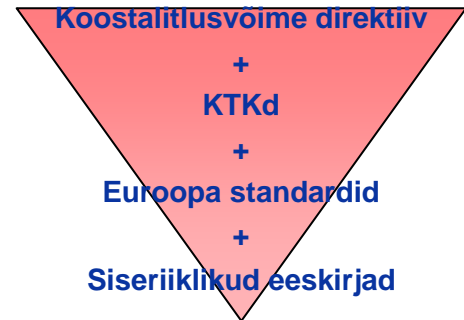 Koostalitlusvõime direktiiv
+
KTKd
+
Euroopa standardid
+
Siseriiklikud eeskirjad